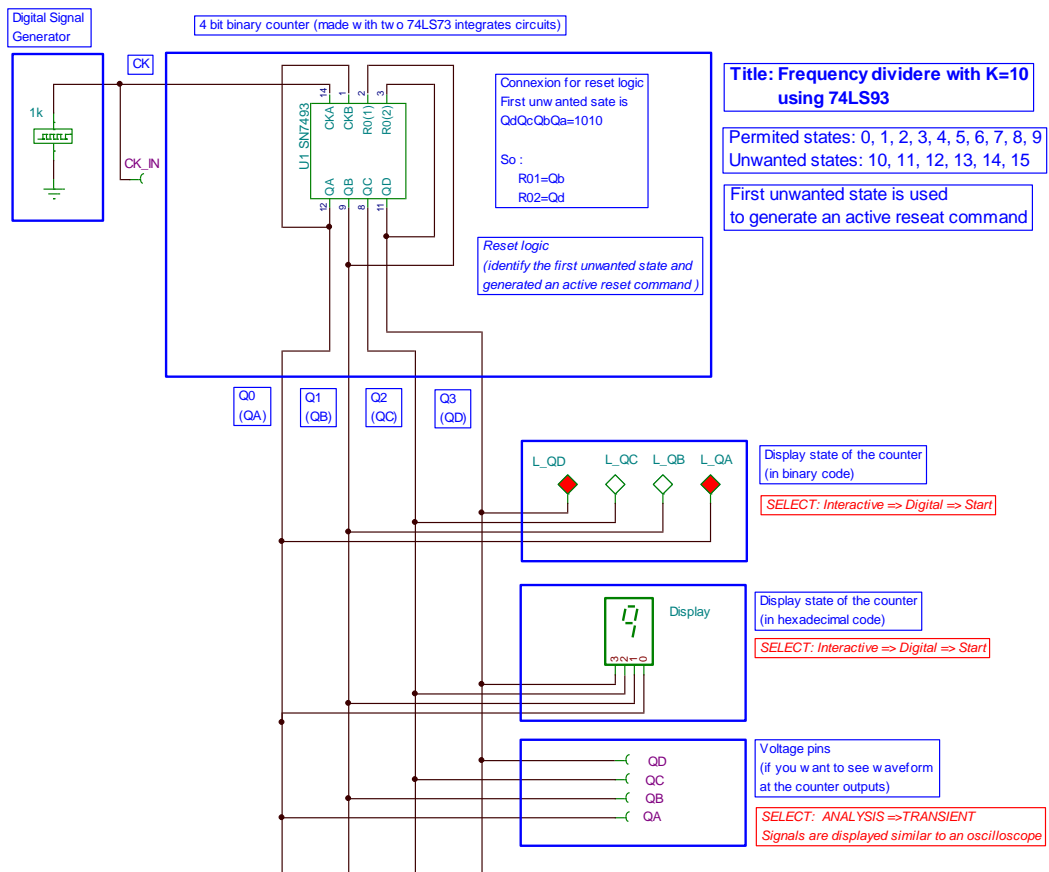 Digital Signal
Generator
4 bit binary counter (made with two 74LS73 integrates circuits)
CK
1k
CK_IN
U1 SN7493
14
1
2
3
CKA
CKB
R0(1)
R0(2)
QA
QB
QC
QD
12
9
8
11
Connexion for reset logic
First unwanted sate is
QdQcQbQa=1010
So :
R01=Qb
R02=Qd
Reset logic
(identify the first unwanted state and
generated an active reset command )
Title: Frequency dividere with K=10
using 74LS93
Permited states: 0, 1, 2, 3, 4, 5, 6, 7, 8, 9
Unwanted states: 10, 11, 12, 13, 14, 15
First unwanted state is used
to generate an active reseat command
Q0
(QA)
Q1
(QB)
Q2
(QC)
Q3
(QD)
L_QD
L_QC
L_QB
L_QA
Display state of the counter
(in binary code)
SELECT: Interactive => Digital => Start
9
3
2
1
0
Display
Display state of the counter
(in hexadecimal code)
SELECT: Interactive => Digital => Start
QD
QC
QB
QA
Voltage pins
(if you want to see waveform
at the counter outputs)
SELECT: ANALYSIS =>TRANSIENT
Signals are displayed similar to an oscilloscope